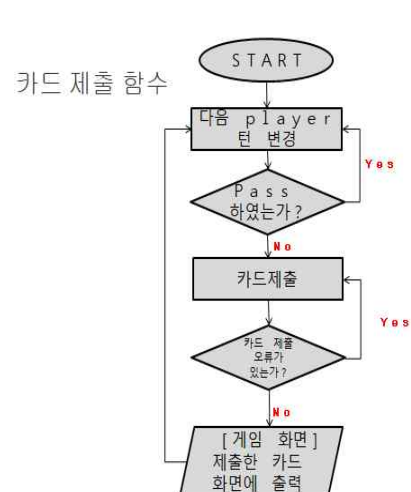 START
카드 제출 함수
다음 player
턴 변경
Yes
Pass
하였는가?
No
카드제출
Yes
카드 제출
오류가
있는가?
No
[게임 화면]
제출한 카드
화면에 출력